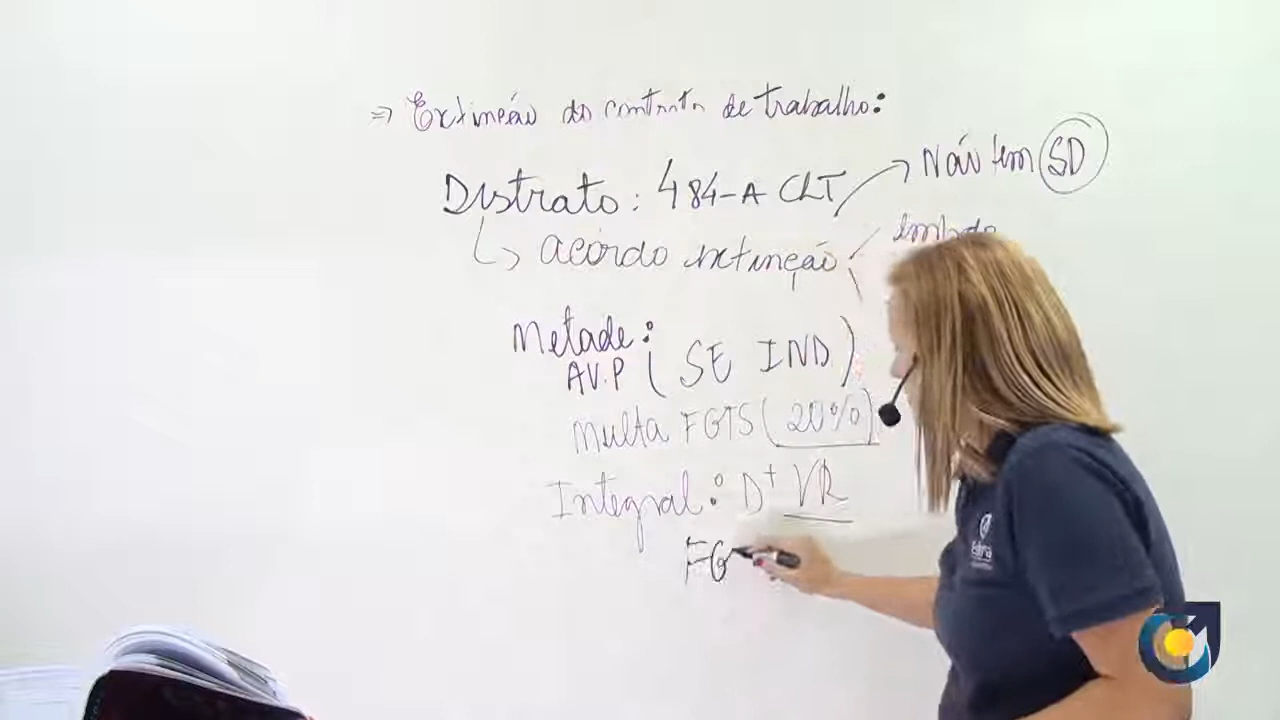 ⇒ Extinção do contrato de trabalho:
Distrato: 484-A CLT → Não tem SD
↳ acordo extinção
Metade:
AV.P (SE IND)
Multa FGTS (20%)
Integral: D+ VR
FG